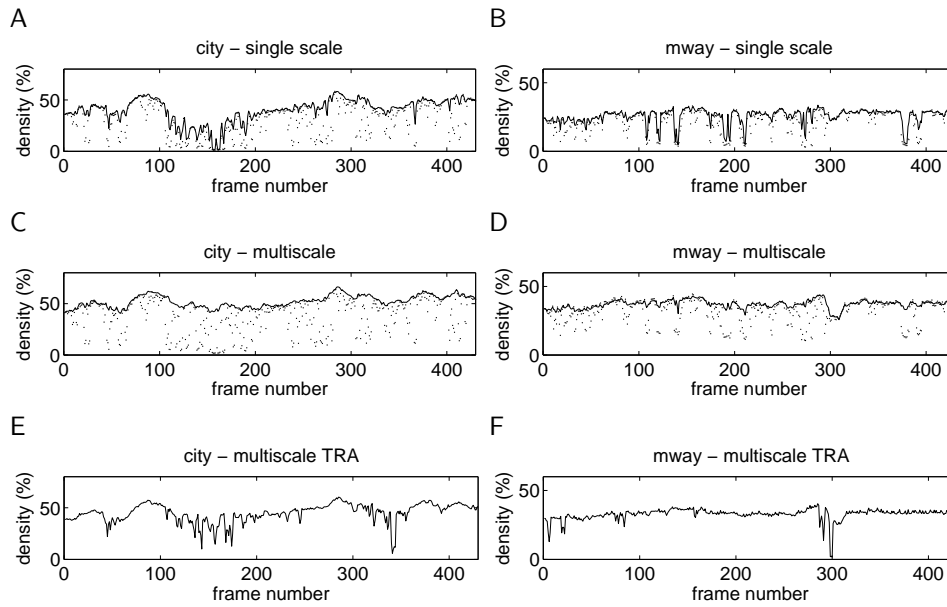 A
city − single scale
density (%)
50
0
0 100 200 300 400
frame number
B
mway − single scale
density (%)
50
0
0 100 200 300 400
frame number
C
city − multiscale
density (%)
50
0
0 100 200 300 400
frame number
D
mway − multiscale
density (%)
50
0
0 100 200 300 400
frame number
E
city − multiscale TRA
density (%)
50
0
0 100 200 300 400
frame number
F
mway − multiscale TRA
density (%)
50
0
0 100 200 300 400
frame number